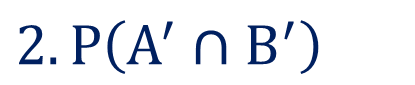 2. P(A′ ∩ B′)